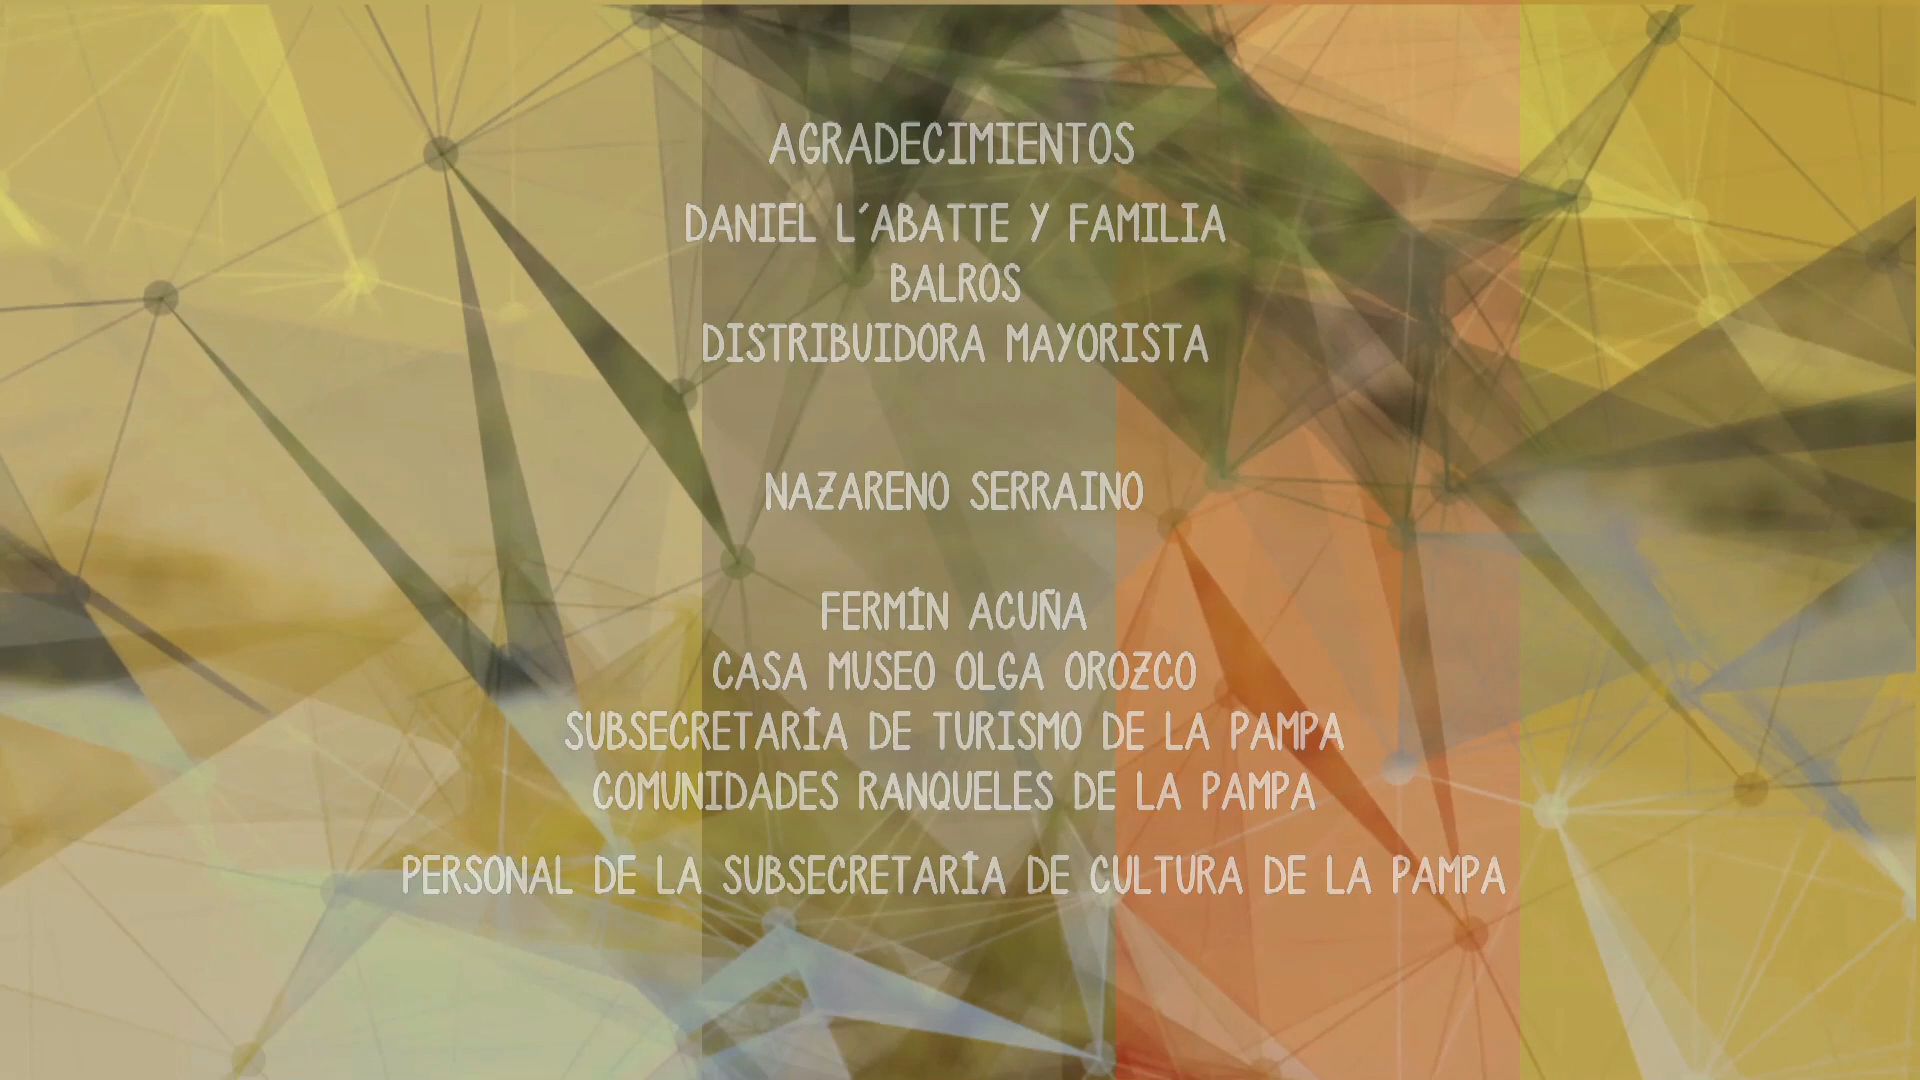 AGRADECIMIENTOS
DANIEL L´ABATTE Y FAMILIA
BALROS
DISTRIBUIDORA MAYORISTA
NAZARENO SERRAINO
FERMÍN ACUÑA
CASA MUSEO OLGA OROZCO
SUBSECRETARÍA DE TURISMO DE LA PAMPA
COMUNIDADES RANQUELES DE LA PAMPA
PERSONAL DE LA SUBSECRETARÍA DE CULTURA DE LA PAMPA